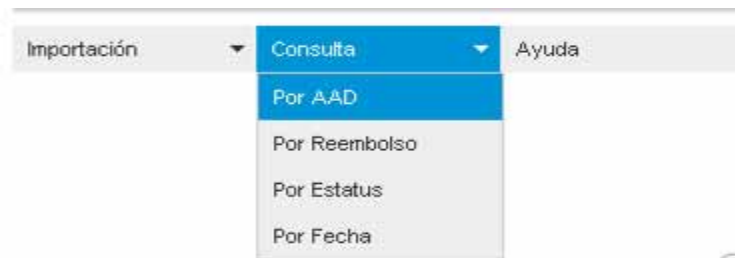 Importación Consulta Ayuda
Por AAD
Por Reembolso
Por Estatus
Por Fecha